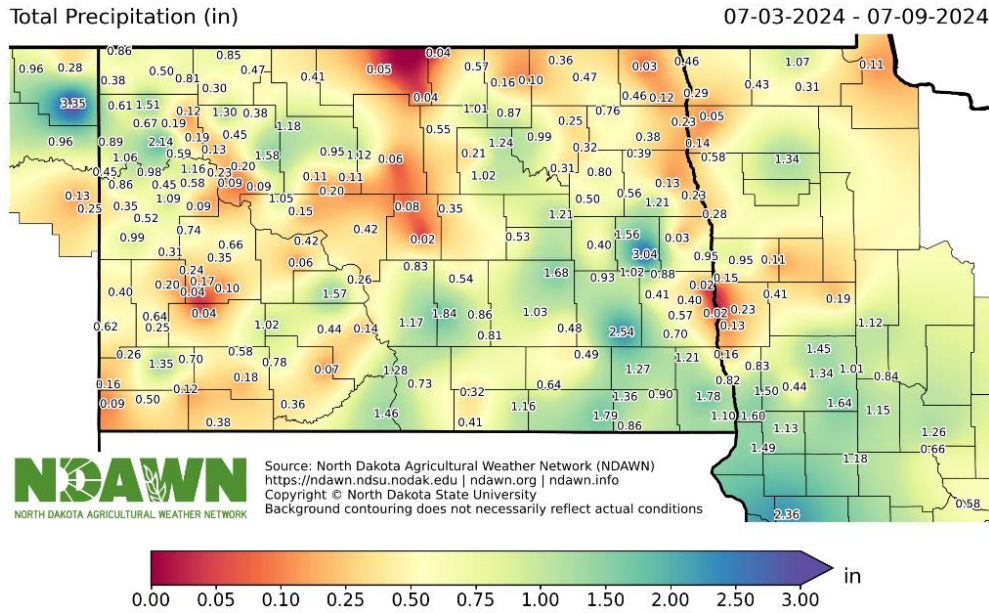 Total Precipitation (in) 07-03-2024 - 07-09-2024
0.86 0.04
0.96 0.28 0.50 0.81 0.85 0.47 0.41 0.05 0.57 0.36 0.03 0.46 1.07 0.11
0.38 0.30 0.16 0.10 0.47 0.43 0.31
3.35 0.61 1.51 0.12 1.30 0.38 0.04 1.01 0.87 0.76 0.46 0.12 0.29
0.67 0.19 1.18 0.55 0.25 0.23 0.05
0.96 0.89 2.14 0.19 0.45 1.24 0.99 0.38 0.14
1.06 0.59 0.13 1.58 0.95 1.12 0.06 0.21 0.32 0.39 0.58 1.34
0.45 0.98 1.16 0.23 0.20 0.11 0.11 1.02 0.31 0.80
0.86 0.45 0.58 0.09 0.09 0.20 0.13
0.13 1.09 1.05 0.50 0.56 0.23
0.25 0.35 0.09 0.15 0.08 0.35 1.21 1.21 0.28
0.52
0.99 0.74 0.66 0.42 0.42 0.02 0.53 0.40 1.56 0.03
0.31 0.35 0.06 3.04 0.95 0.95 0.11
0.24 0.83 1.68 1.02 0.88
0.40 0.20 0.17 0.10 1.57 0.26 0.54 0.93 0.02 0.15
0.04 0.41 0.40 0.41 0.19
0.64 0.04 1.17 1.84 0.86 1.03 0.57 0.02 0.23
0.62 0.25 1.02 0.44 0.14 0.81 0.48 2.54 0.70 0.13 1.12
0.26 1.35 0.70 0.58 0.78 0.07 1.28 0.49 1.27 1.21 0.16 0.83 1.45
0.16 0.12 0.18 0.73 0.32 0.64 0.82 1.34 1.01 0.84
0.09 0.50 0.36 1.16 1.36 0.90 1.78 1.50 0.44 1.64 1.15
0.38 1.46 0.41 1.79 0.86 1.10 1.60 1.13 1.26
1.49 1.18 0.66
2.36 0.58
NDAWN
NORTH DAKOTA AGRICULTURAL WEATHER NETWORK
Source: North Dakota Agricultural Weather Network (NDAWN)
https://ndawn.ndsu.nodak.edu | ndawn.org | ndawn.info
Copyright © North Dakota State University
Background contouring does not necessarily reflect actual conditions
0.00 0.05 0.10 0.25 0.50 0.75 1.00 1.50 2.00 2.50 3.00 in